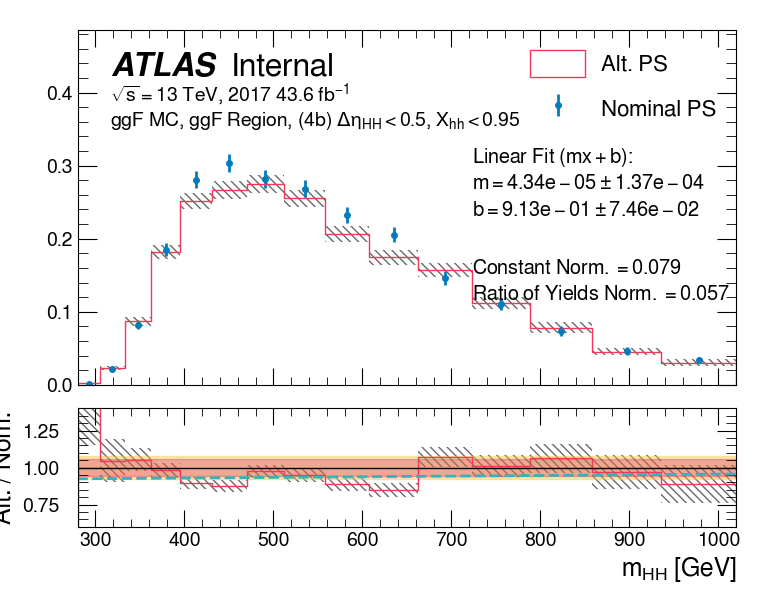 ATLAS Internal
√s = 13 TeV, 2017 43.6 fb⁻¹
ggF MC, ggF Region, (4b) Δη_HH < 0.5, X_hh < 0.95
Alt. PS
Nominal PS
Linear Fit (mx + b):
m = 4.34e − 05 ± 1.37e − 04
b = 9.13e − 01 ± 7.46e − 02
Constant Norm. = 0.079
Ratio of Yields Norm. = 0.057
0.4
0.3
0.2
0.1
0.0
Alt. / Nom.
1.25
1.00
0.75
300 400 500 600 700 800 900 1000
m_HH [GeV]